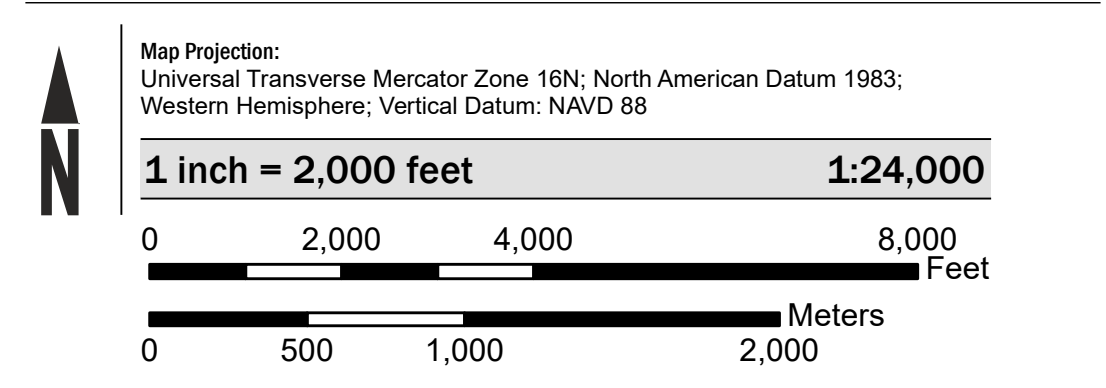 N
Map Projection:
Universal Transverse Mercator Zone 16N; North American Datum 1983;
Western Hemisphere; Vertical Datum: NAVD 88
1 inch = 2,000 feet 1:24,000
0 2,000 4,000 8,000
Feet
Meters
0 500 1,000 2,000